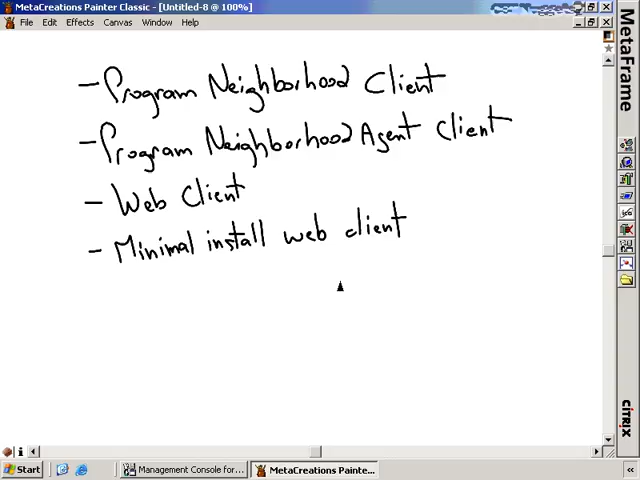 MetaCreations Painter Classic - [Untitled-8 @ 100%]
File Edit Effects Canvas Window Help
- Program Neighborhood Client
- Program Neighborhood Agent Client
- Web Client
- Minimal install web client
MetaFrame
CITRIX
Start
Management Console for...
MetaCreations Painte...